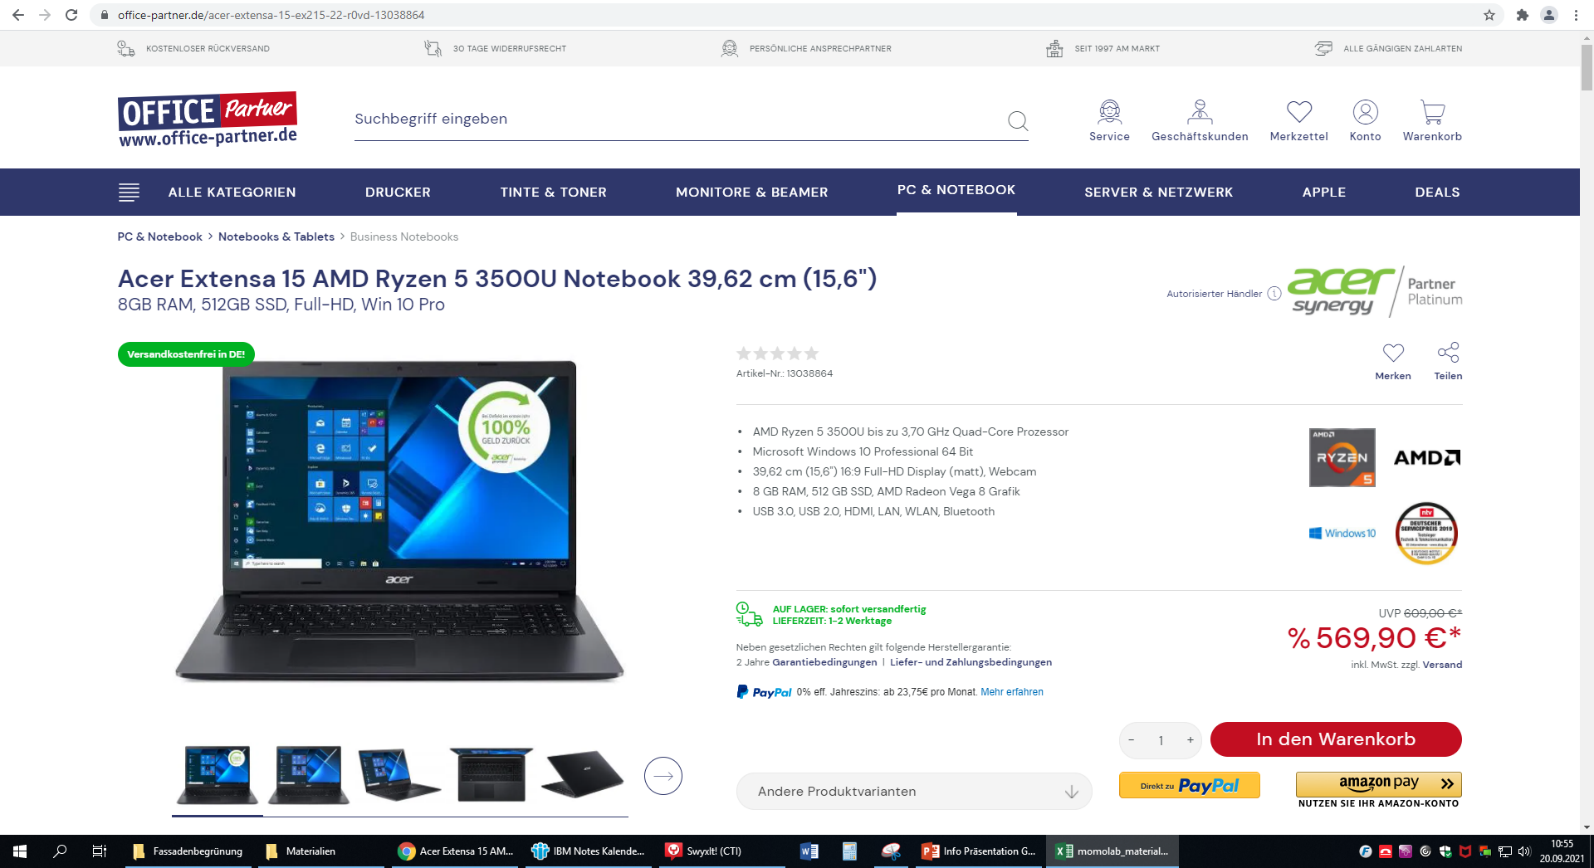 office-partner.de/acer-extensa-15-ex215-22-r0vd-13038864
KOSTENLOSER RÜCKVERSAND
30 TAGE WIDERRUFSRECHT
PERSÖNLICHE ANSPRECHPARTNER
SEIT 1997 AM MARKT
ALLE GÄNGIGEN ZAHLARTEN
OFFICE Partner
www.office-partner.de
Suchbegriff eingeben
Service
Geschäftskunden
Merkzettel
Konto
Warenkorb
ALLE KATEGORIEN
DRUCKER
TINTE & TONER
MONITORE & BEAMER
PC & NOTEBOOK
SERVER & NETZWERK
APPLE
DEALS
PC & Notebook > Notebooks & Tablets > Business Notebooks
Acer Extensa 15 AMD Ryzen 5 3500U Notebook 39,62 cm (15,6")
8GB RAM, 512GB SSD, Full-HD, Win 10 Pro
Autorisierter Händler i
acer synergy
Partner
Platinum
Versandkostenfrei in DE!
100%
GELD ZURÜCK
acer
acer
Artikel-Nr.: 13038864
Merken
Teilen
• AMD Ryzen 5 3500U bis zu 3,70 GHz Quad-Core Prozessor
• Microsoft Windows 10 Professional 64 Bit
• 39,62 cm (15,6") 16:9 Full-HD Display (matt), Webcam
• 8 GB RAM, 512 GB SSD, AMD Radeon Vega 8 Grafik
• USB 3.0, USB 2.0, HDMI, LAN, WLAN, Bluetooth
AMD
RYZEN
5
AMD
Windows 10
ntv
DEUTSCHER
SERVICEPREIS 2019
AUF LAGER: sofort versandfertig
LIEFERZEIT: 1-2 Werktage
UVP 609,00 €*
% 569,90 €*
inkl. MwSt. zzgl. Versand
Neben gesetzlichen Rechten gilt folgende Herstellergarantie:
2 Jahre Garantiebedingungen | Liefer- und Zahlungsbedingungen
PayPal 0% eff. Jahreszins: ab 23,75€ pro Monat. Mehr erfahren
- 1 +
In den Warenkorb
Direkt zu PayPal
amazon pay
NUTZEN SIE IHR AMAZON-KONTO
Andere Produktvarianten
Fassadenbegrünung
Materialien
Acer Extensa 15 AM...
IBM Notes Kalende...
SwyxIt! (CTI)
Info Präsentation G...
momolab_material...
10:55
20.09.2021